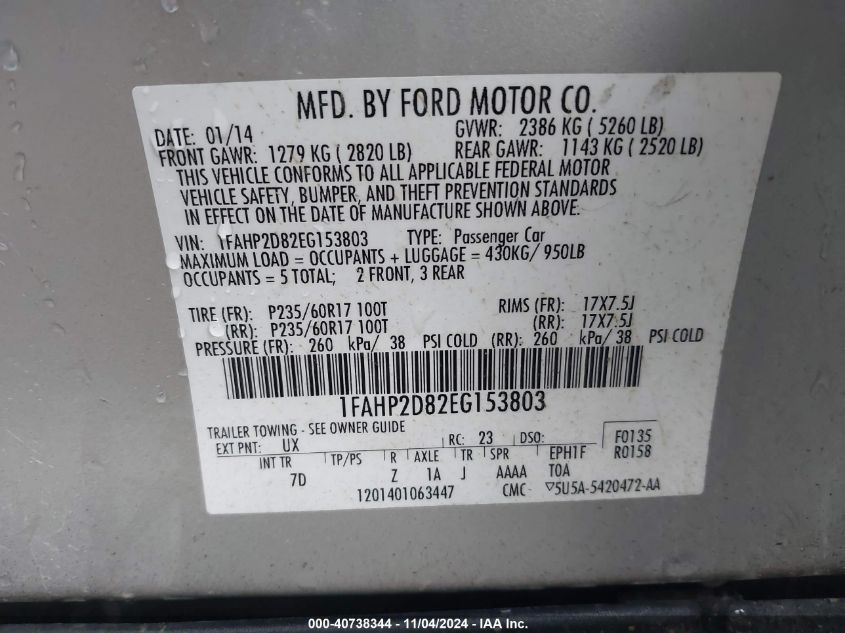 MFD. BY FORD MOTOR CO.
DATE: 01/14 GVWR: 2386 KG ( 5260 LB)
FRONT GAWR: 1279 KG ( 2820 LB) REAR GAWR: 1143 KG ( 2520 LB)
THIS VEHICLE CONFORMS TO ALL APPLICABLE FEDERAL MOTOR
VEHICLE SAFETY, BUMPER, AND THEFT PREVENTION STANDARDS
IN EFFECT ON THE DATE OF MANUFACTURE SHOWN ABOVE.
VIN: 1FAHP2D82EG153803 TYPE: Passenger Car
MAXIMUM LOAD = OCCUPANTS + LUGGAGE = 430KG/ 950LB
OCCUPANTS = 5 TOTAL; 2 FRONT, 3 REAR
TIRE (FR): P235/60R17 100T RIMS (FR): 17X7.5J
(RR): P235/60R17 100T (RR): 17X7.5J
PRESSURE (FR): 260 kPa/ 38 PSI COLD (RR): 260 kPa/ 38 PSI COLD
1FAHP2D82EG153803
TRAILER TOWING - SEE OWNER GUIDE
EXT PNT: UX RC: 23 DSO: F0135
R0158
INT TR TP/PS R AXLE TR SPR EPH1F
7D Z 1A J AAAA T0A
1201401063447 CMC ▽5U5A-5420472-AA
000-40738344 - 11/04/2024 - IAA Inc.